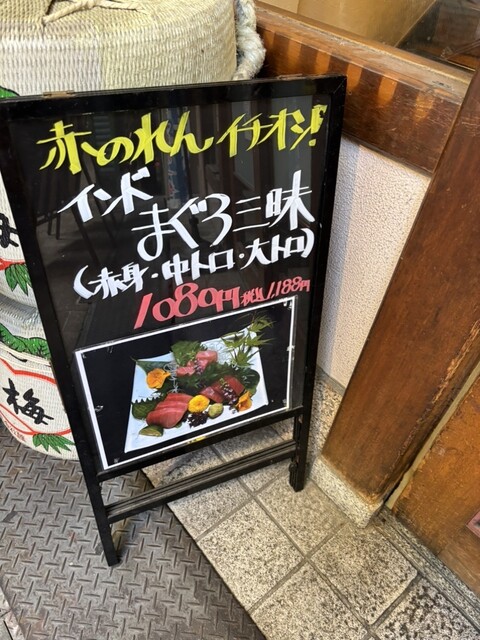 赤のれんイチオシ!
インド
まぐろ三昧
(赤身・中トロ・大トロ)
1080円 税込1,188円
梅